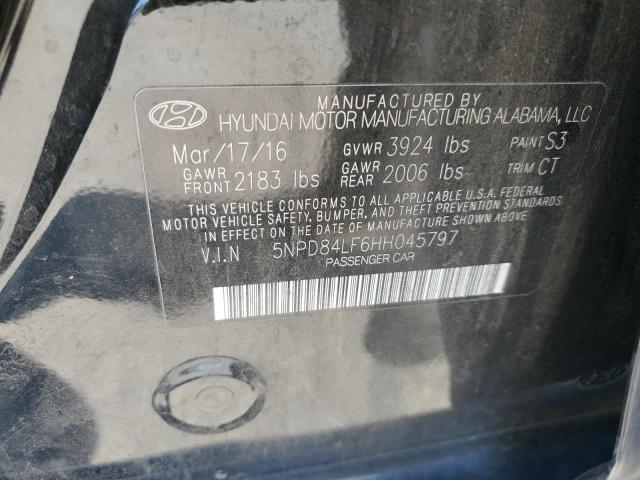 MANUFACTURED BY
HYUNDAI MOTOR MANUFACTURING ALABAMA, LLC
Mar/17/16 GVWR 3924 lbs PAINT S3
GAWR FRONT 2183 lbs GAWR REAR 2006 lbs TRIM CT
THIS VEHICLE CONFORMS TO ALL APPLICABLE U.S.A. FEDERAL
MOTOR VEHICLE SAFETY, BUMPER, AND THEFT PREVENTION STANDARDS
IN EFFECT ON THE DATE OF MANUFACTURE SHOWN ABOVE
V.I.N 5NPD84LF6HH045797
PASSENGER CAR